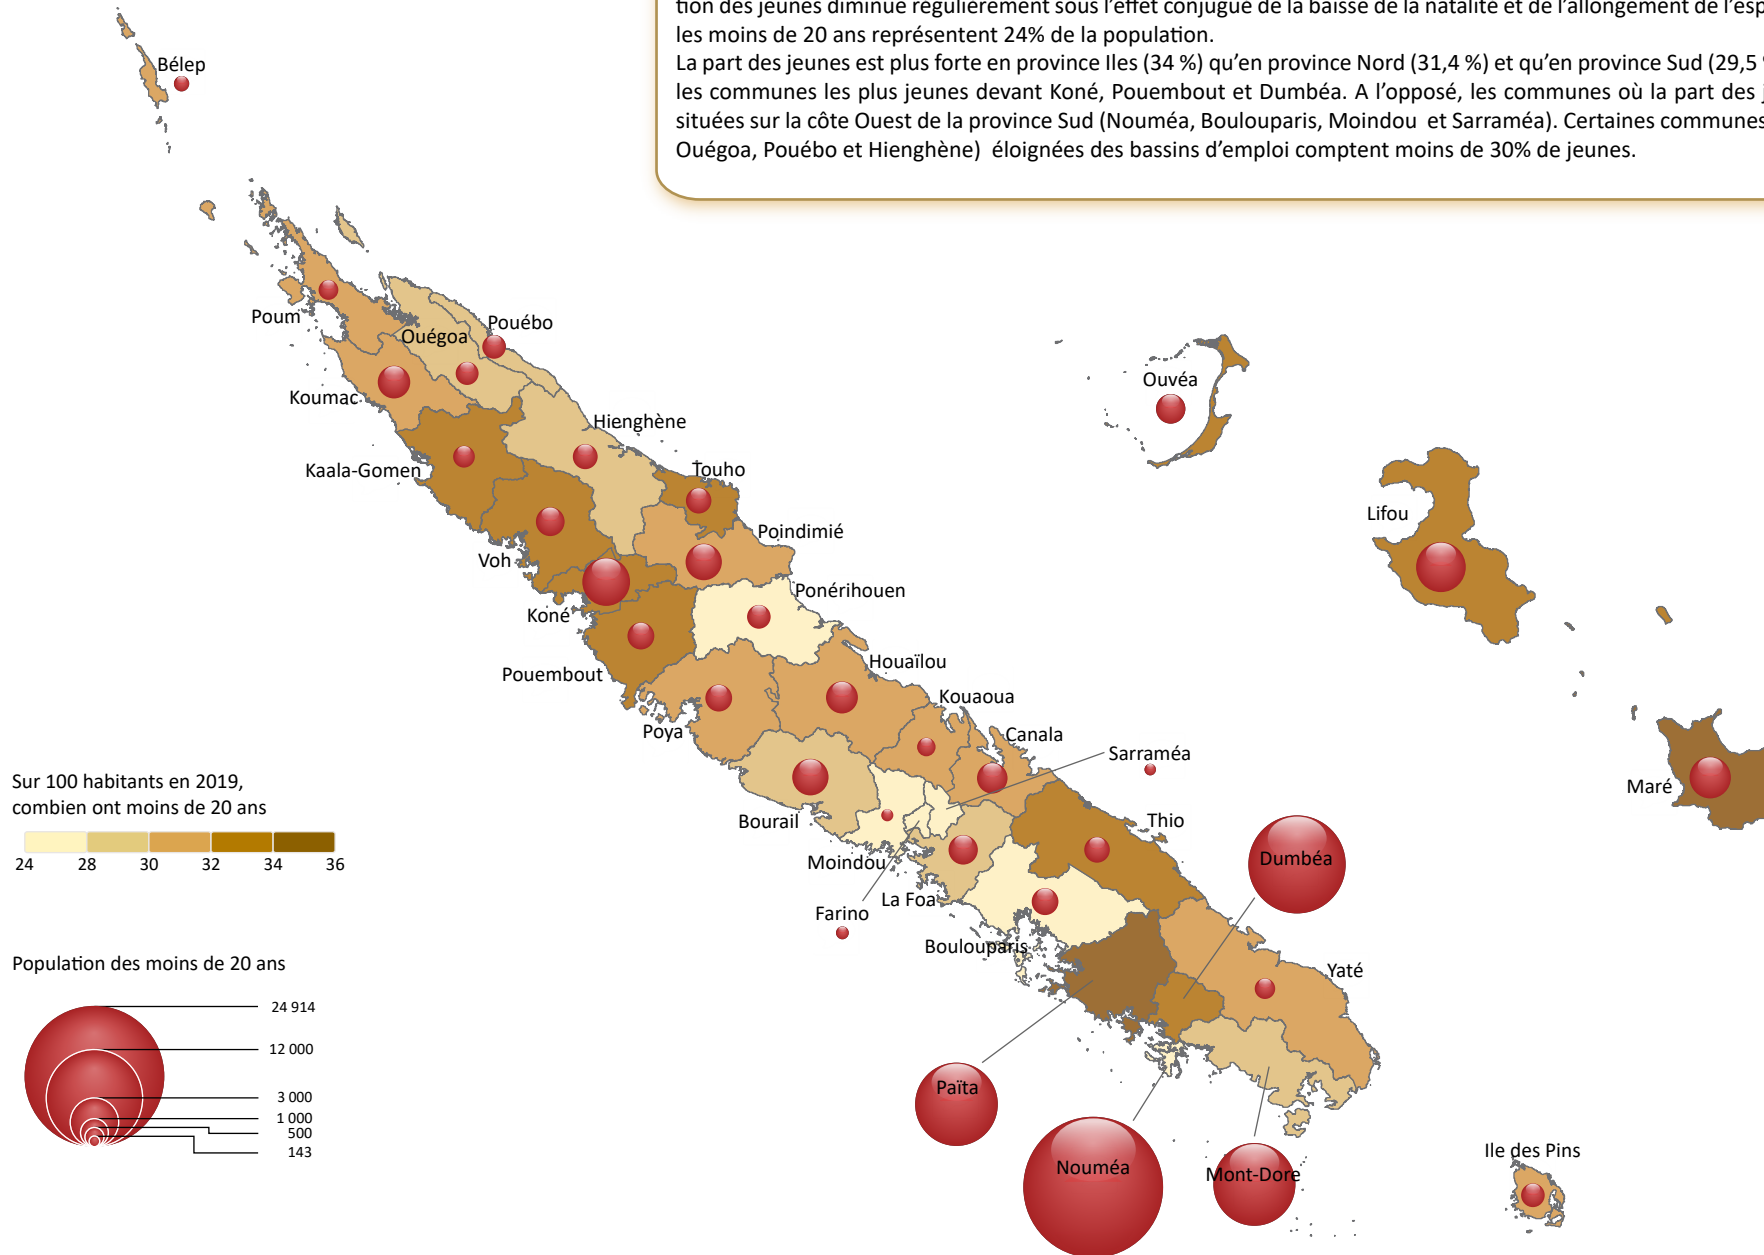 tion des jeunes diminue régulièrement sous l'effet conjugué de la baisse de la natalité et de l'allongement de l'esp
les moins de 20 ans représentent 24% de la population.
La part des jeunes est plus forte en province Iles (34 %) qu'en province Nord (31,4 %) et qu'en province Sud (29,5
les communes les plus jeunes devant Koné, Pouembout et Dumbéa. A l'opposé, les communes où la part des
situées sur la côte Ouest de la province Sud (Nouméa, Boulouparis, Moindou et Sarraméa). Certaines communes
Ouégoa, Pouébo et Hienghène) éloignées des bassins d'emploi comptent moins de 30% de jeunes.
Bélep
Poum
Ouégoa
Pouébo
Koumac
Hienghène
Kaala-Gomen
Touho
Ouvéa
Poindimié
Lifou
Voh
Ponérihouen
Koné
Houaïlou
Pouembout
Kouaoua
Poya
Canala
Sarraméa
Maré
Sur 100 habitants en 2019,
combien ont moins de 20 ans
24 28 30 32 34 36
Bourail
Thio
Moindou
Dumbéa
La Foa
Farino
Boulouparis
Yaté
Population des moins de 20 ans
24 914
12 000
3 000
1 000
500
143
Païta
Nouméa
Mont-Dore
Ile des Pins